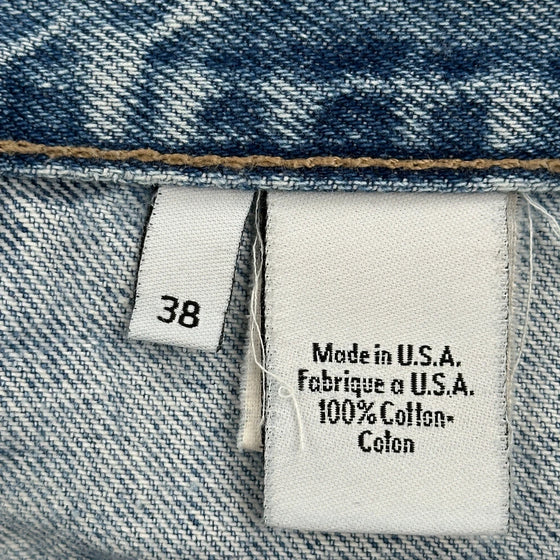 38
Made in U.S.A.
Fabrique a U.S.A.
100% Cotton-
Coton